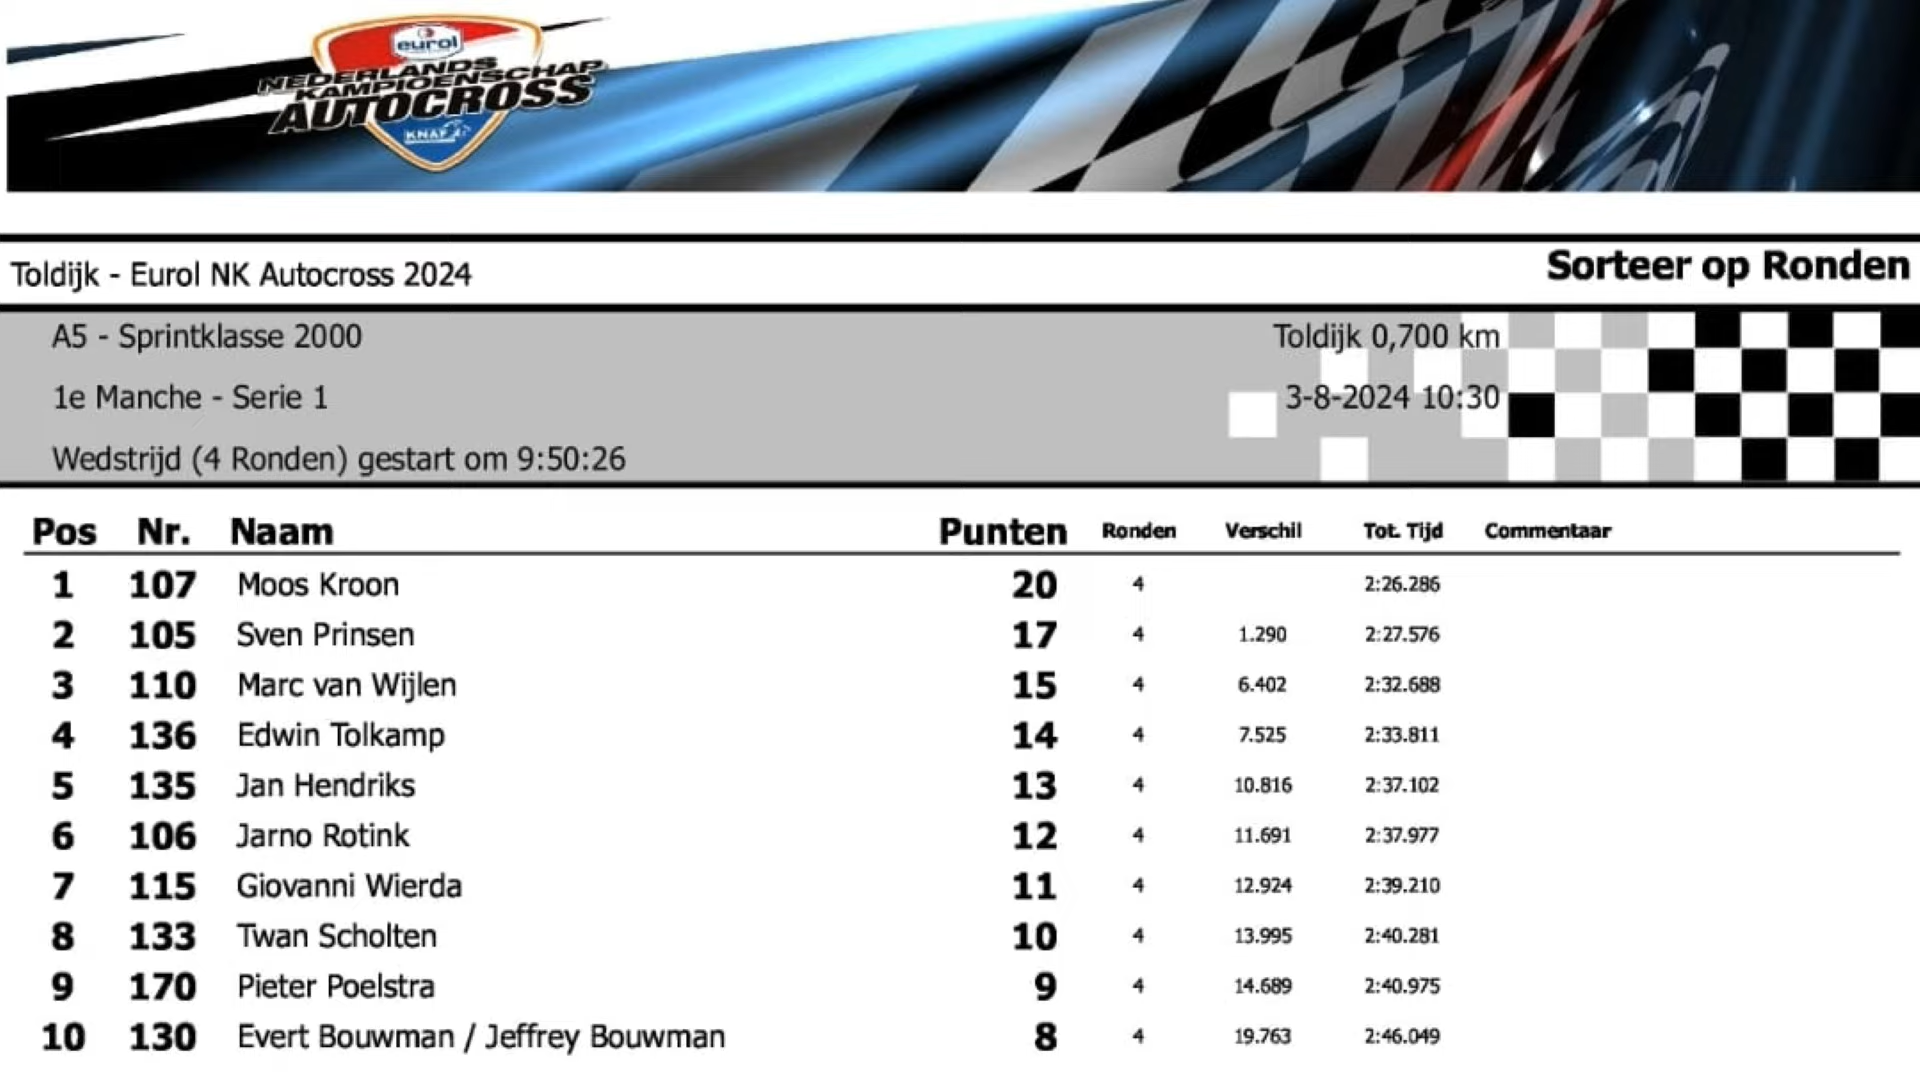 eurol
NEDERLANDS
KAMPIOENSCHAP
AUTOCROSS
KNAF
Toldijk - Eurol NK Autocross 2024
Sorteer op Ronden
A5 - Sprintklasse 2000
Toldijk 0,700 km
1e Manche - Serie 1
3-8-2024 10:30
Wedstrijd (4 Ronden) gestart om 9:50:26
Pos Nr. Naam Punten Ronden Verschil Tot. Tijd Commentaar
1 107 Moos Kroon 20 4 2:26.286
2 105 Sven Prinsen 17 4 1.290 2:27.576
3 110 Marc van Wijlen 15 4 6.402 2:32.688
4 136 Edwin Tolkamp 14 4 7.525 2:33.811
5 135 Jan Hendriks 13 4 10.816 2:37.102
6 106 Jarno Rotink 12 4 11.691 2:37.977
7 115 Giovanni Wierda 11 4 12.924 2:39.210
8 133 Twan Scholten 10 4 13.995 2:40.281
9 170 Pieter Poelstra 9 4 14.689 2:40.975
10 130 Evert Bouwman / Jeffrey Bouwman 8 4 19.763 2:46.049